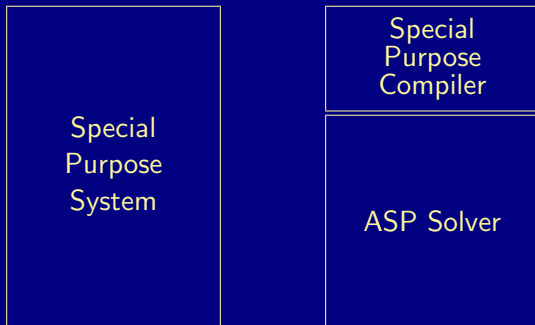 Special
Purpose
System
Special
Purpose
Compiler
ASP Solver